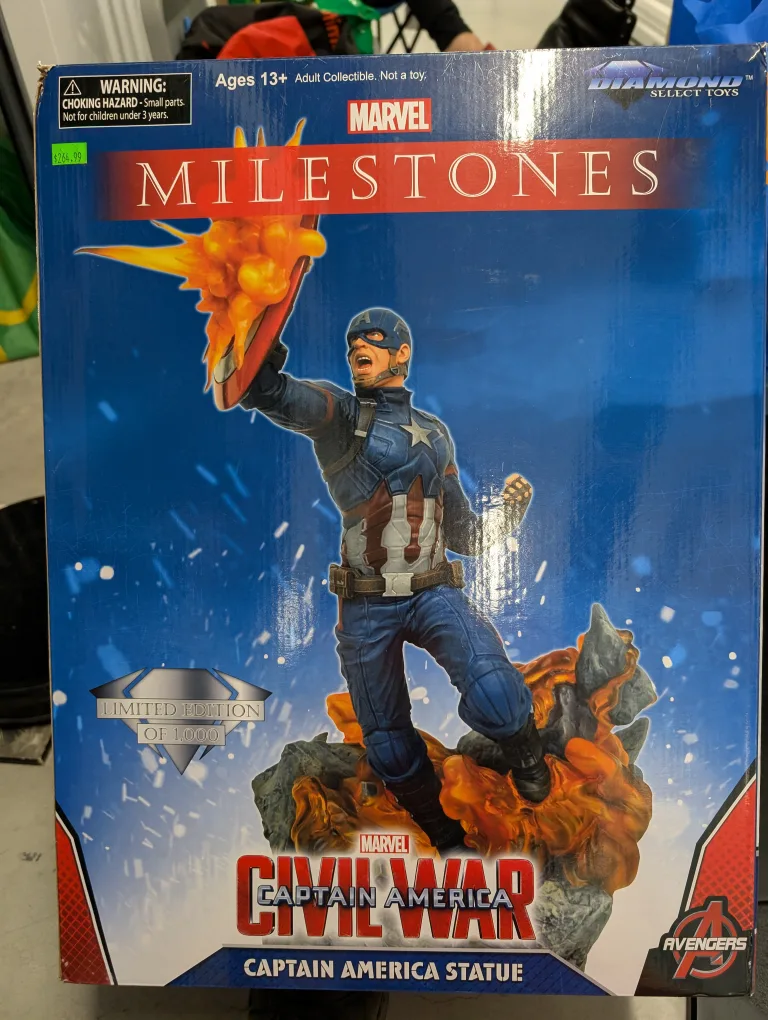 WARNING:
CHOKING HAZARD - Small parts.
Not for children under 3 years.
Ages 13+ Adult Collectible. Not a toy.
DIAMOND™
SELECT TOYS
MARVEL
$264.99
MILESTONES
LIMITED EDITION
OF 1,000
MARVEL
CIVIL WAR
CAPTAIN AMERICA
CAPTAIN AMERICA STATUE
AVENGERS